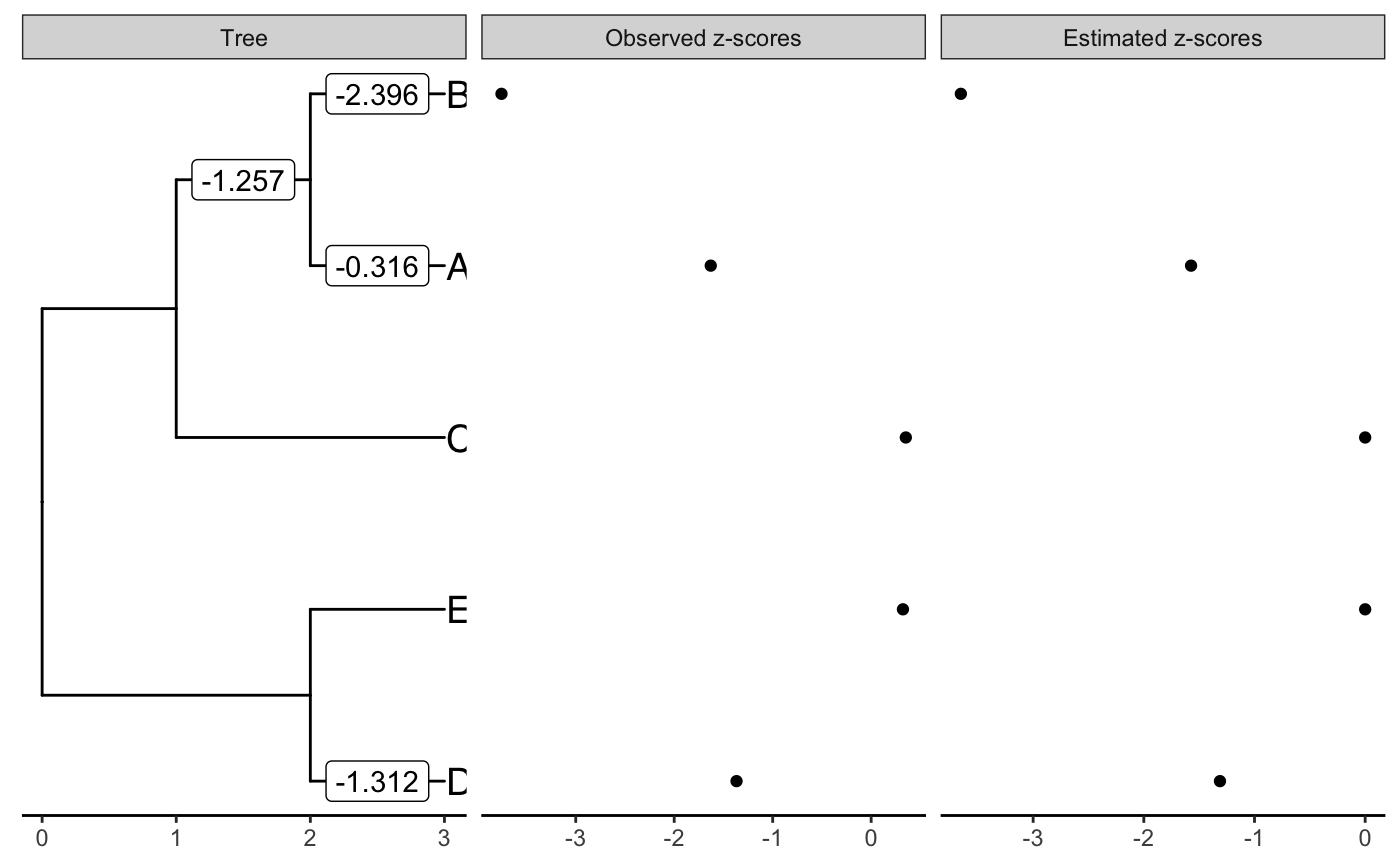 Tree Observed z-scores Estimated z-scores
-2.396 B
-1.257
-0.316 A
C
E
-1.312 D
0 1 2 3 -3 -2 -1 0 -3 -2 -1 0